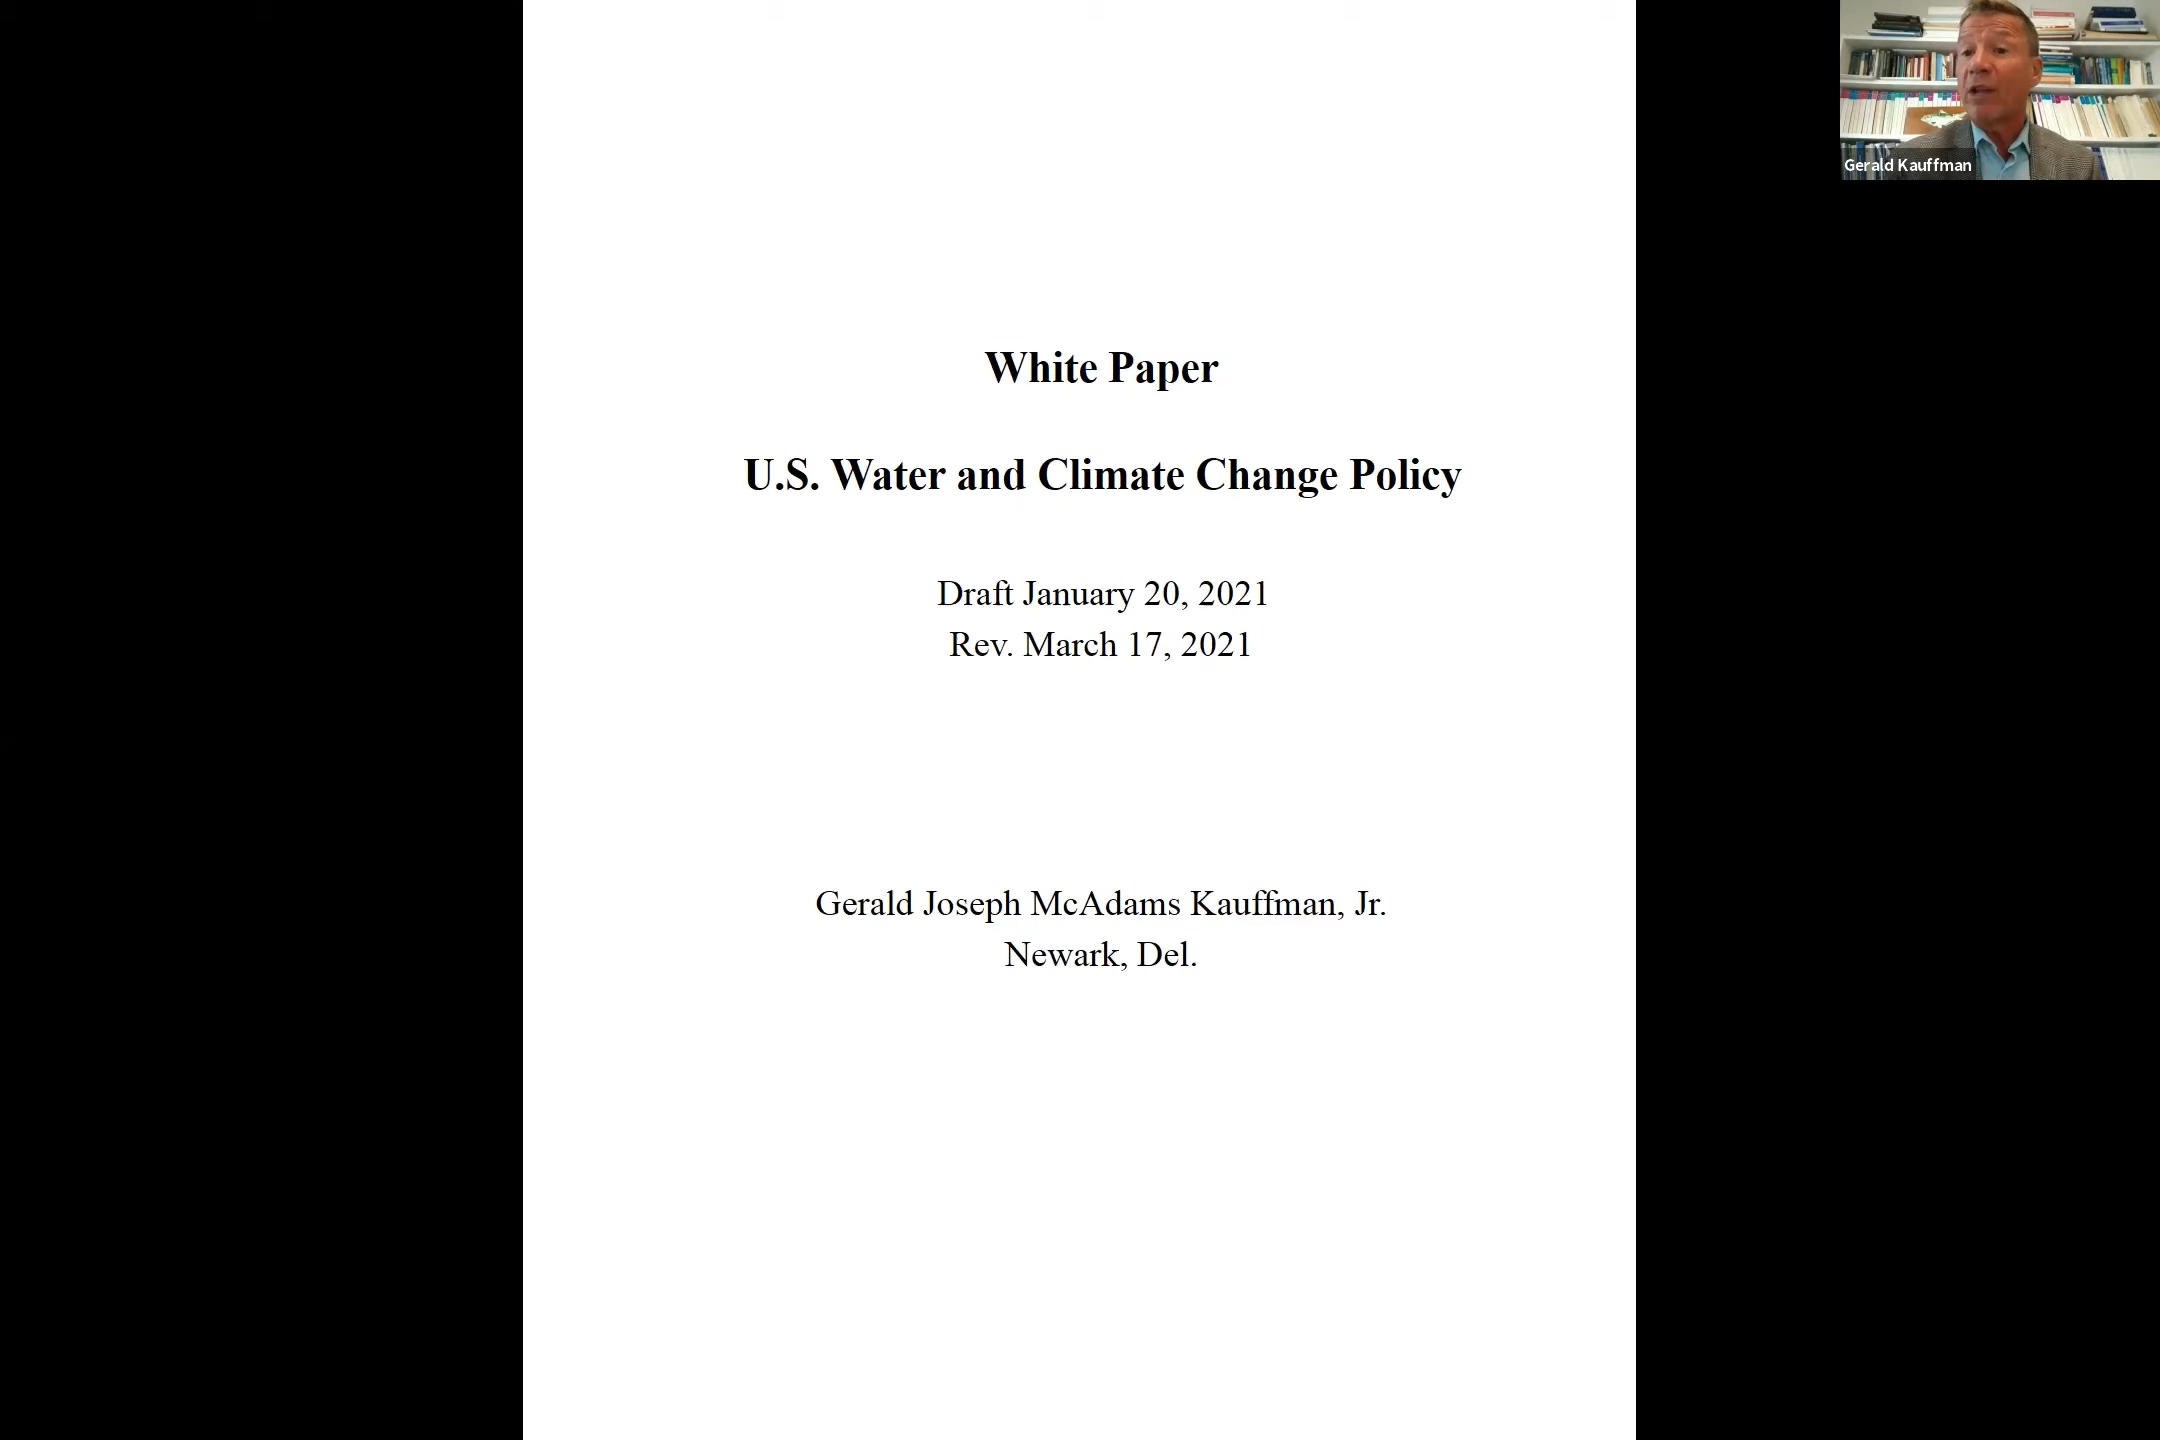 White Paper
U.S. Water and Climate Change Policy
Draft January 20, 2021
Rev. March 17, 2021
Gerald Joseph McAdams Kauffman, Jr.
Newark, Del.
Gerald Kauffman